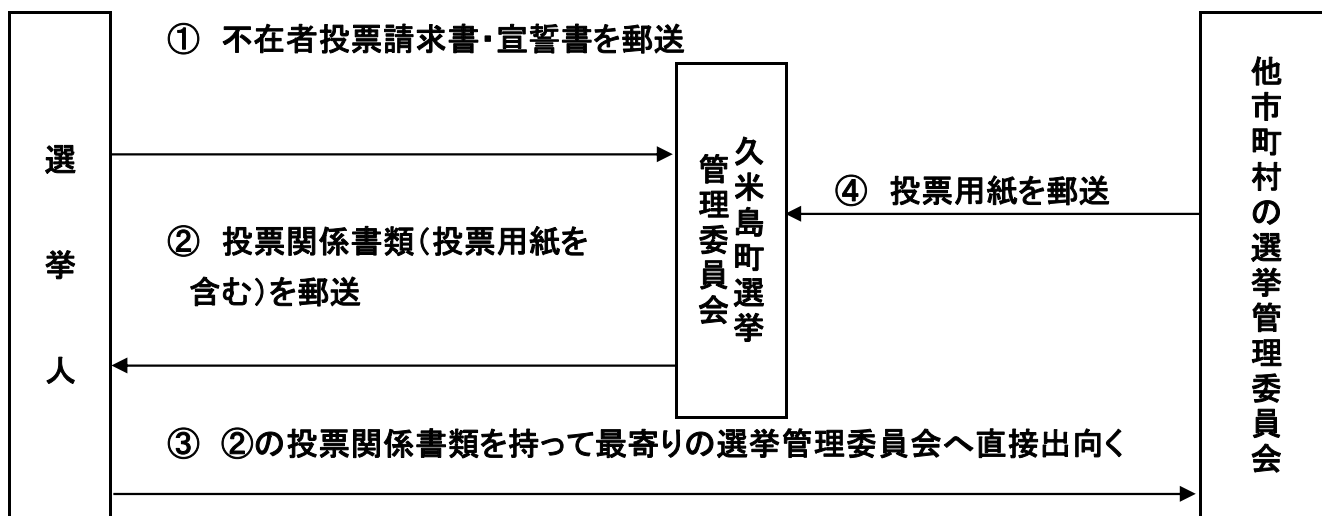 ① 不在者投票請求書・宣誓書を郵送
選挙人
久米島町選挙
管理委員会
他市町村の選挙管理委員会
④ 投票用紙を郵送
② 投票関係書類（投票用紙を
含む）を郵送
③ ②の投票関係書類を持って最寄りの選挙管理委員会へ直接出向く